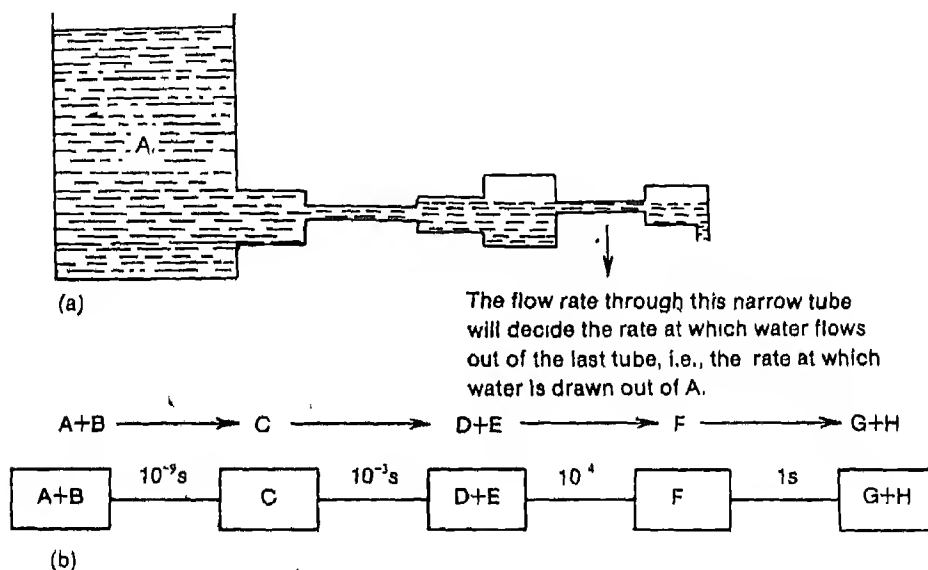 A.
(a)
The flow rate through this narrow tube
will decide the rate at which water flows
out of the last tube, i.e., the rate at which
water is drawn out of A.
A+B → C → D+E → F → G+H
A+B 10⁻⁹s C 10⁻³s D+E 10⁴ F 1s G+H
(b)